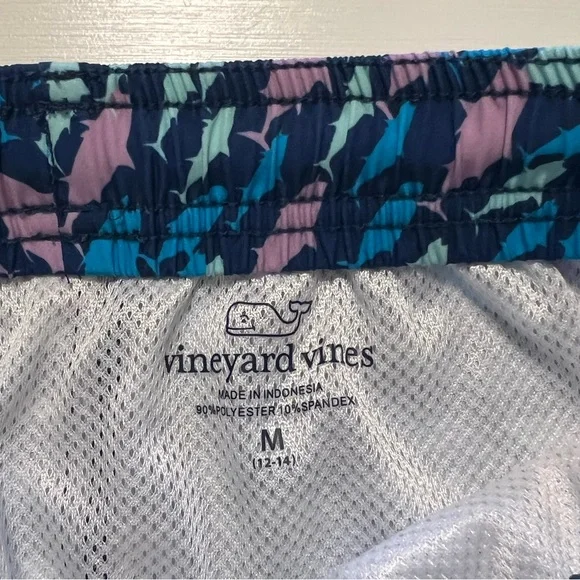 vineyard vines
MADE IN INDONESIA
90%POLYESTER 10%SPANDEX
M
(12-14)